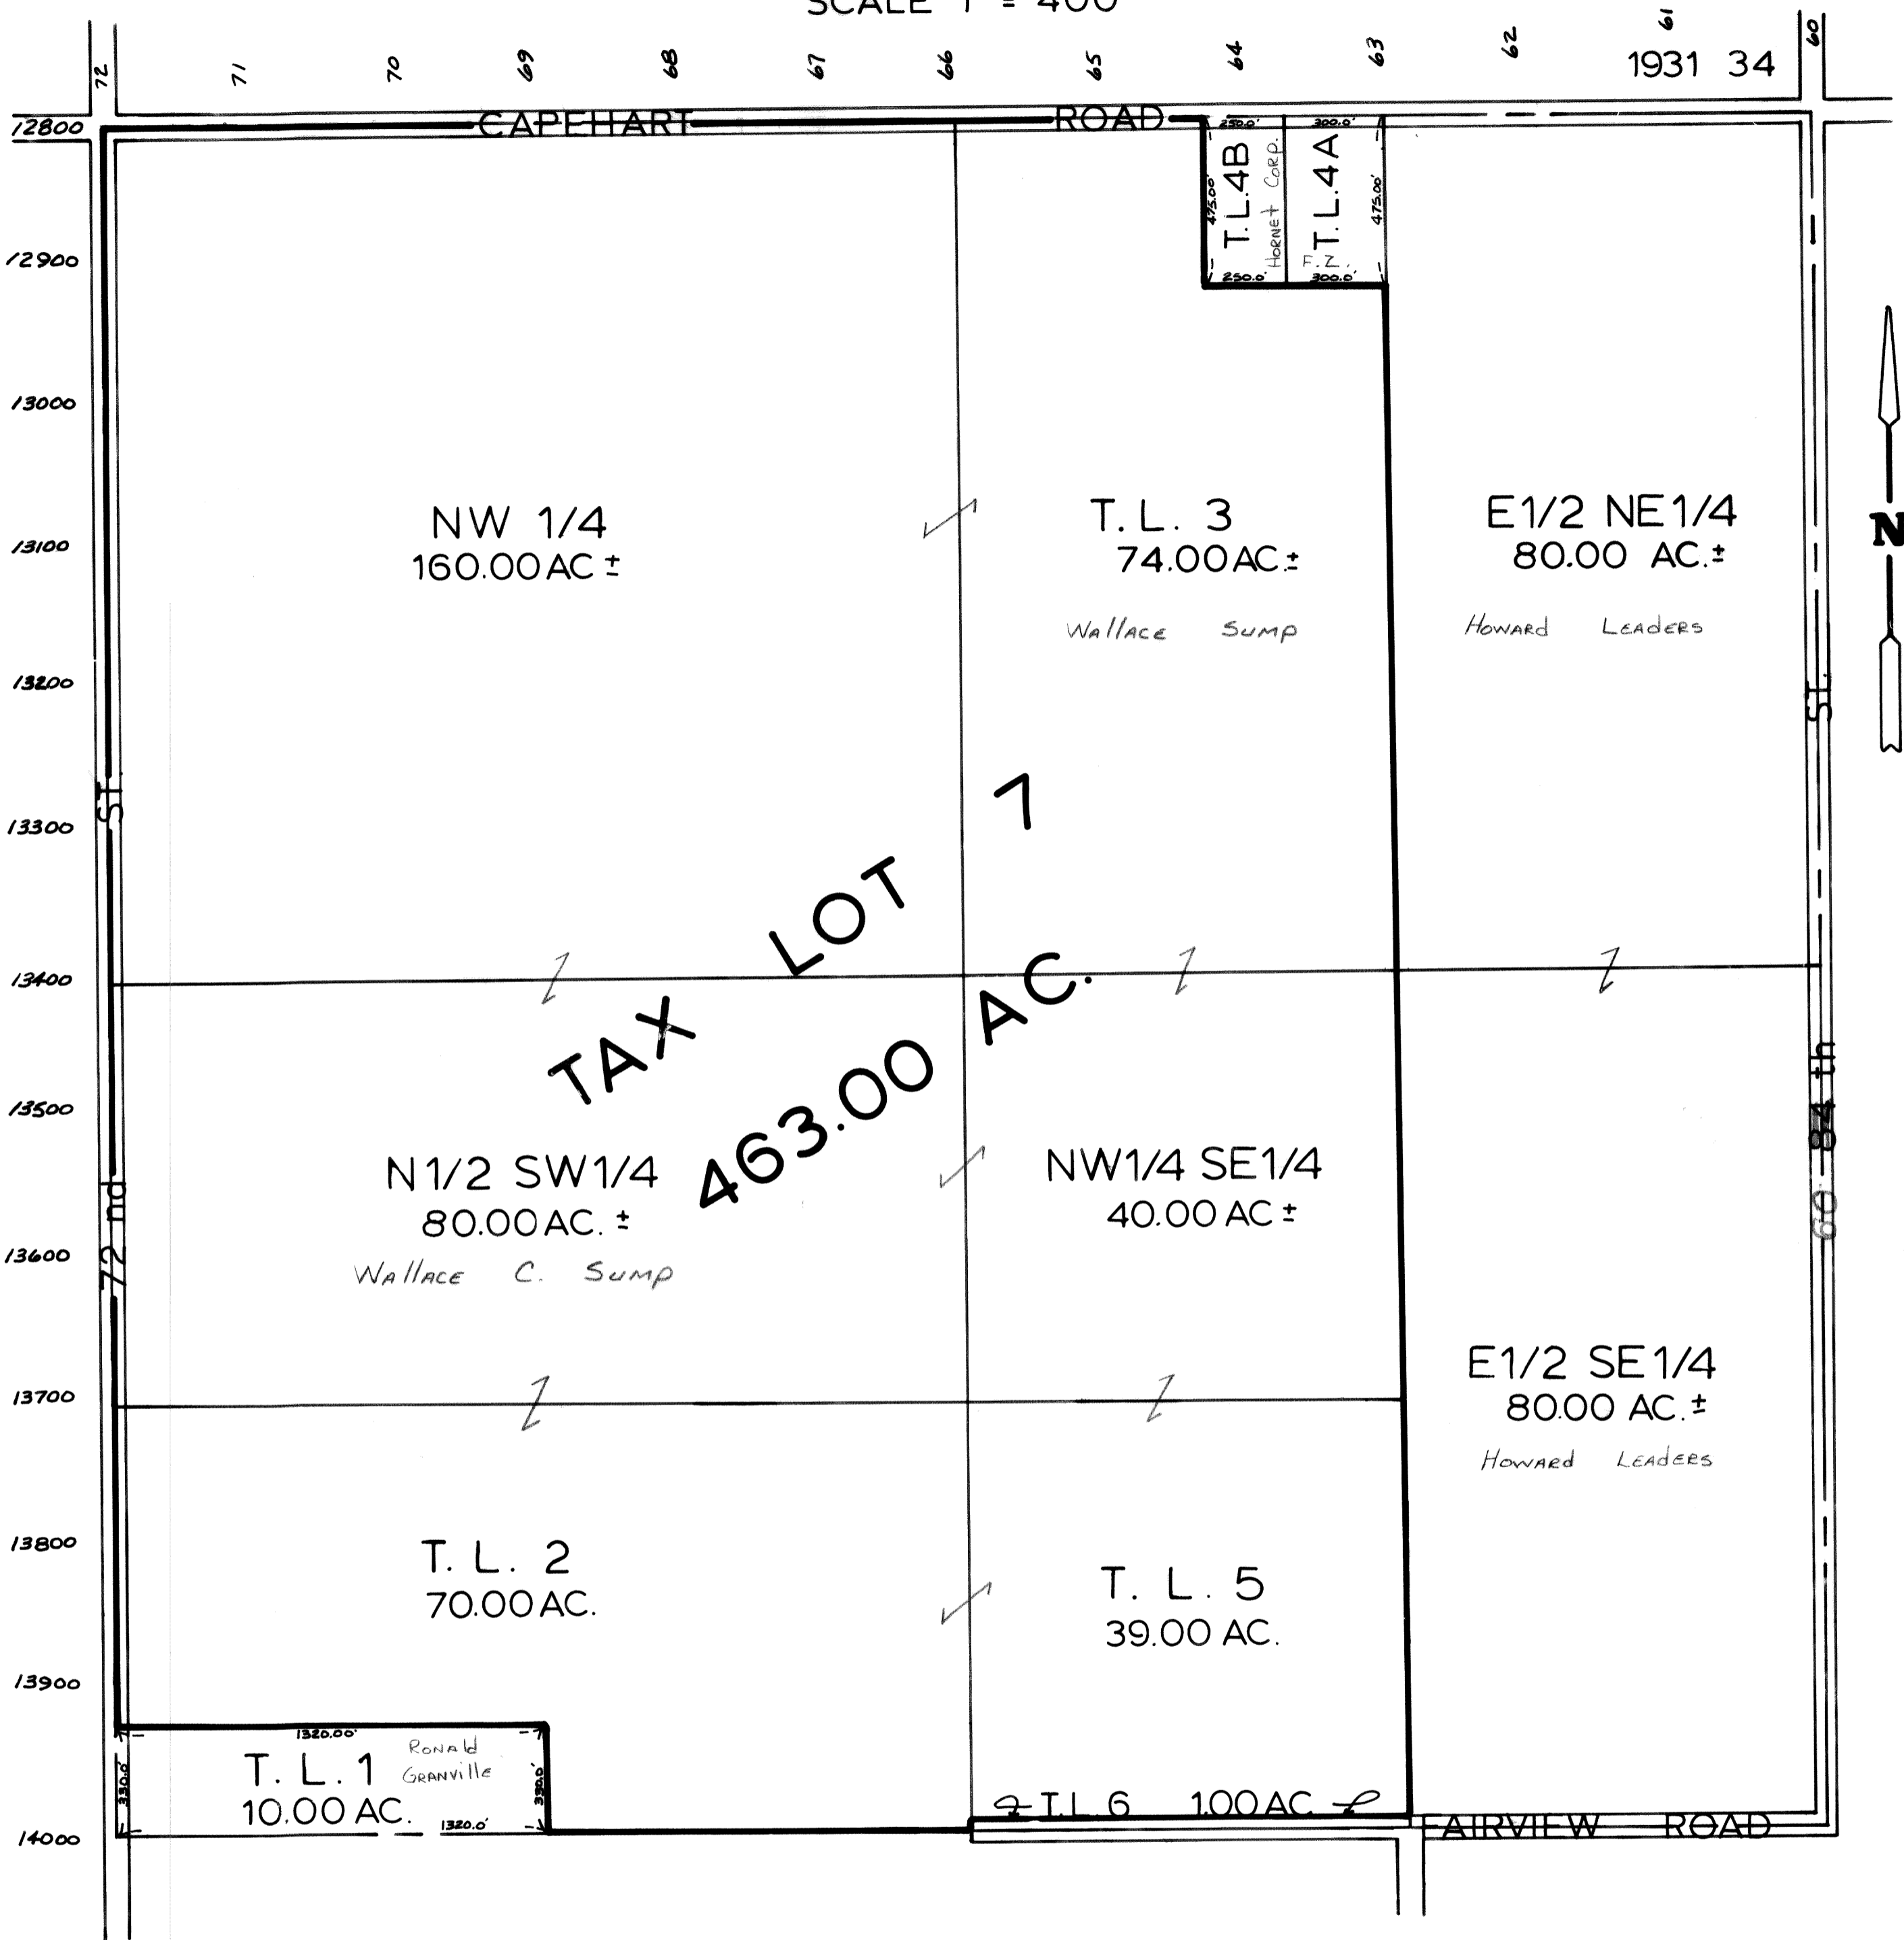 SCALE 1" = 400'
72 71 70 69 68 67 66 65 64 63 62 61 60
1931 34
12800
CAPEHART ROAD
250.0' 300.0'
475.00' T.L.4B HORNET CORP. T.L.4A F.Z. 475.00'
250.0' 300.0'
12900
13000
N
NW 1/4
160.00 AC ±
T. L. 3
74.00 AC.±
Wallace Sump
E1/2 NE1/4
80.00 AC.±
Howard Leaders
13100
13200
ST.
ST
13300
TAX LOT 7
463.00 AC.
13400
13500
84 th
60
72 nd
N1/2 SW1/4
80.00 AC. ±
Wallace C. Sump
NW1/4 SE1/4
40.00 AC ±
13600
E1/2 SE1/4
80.00 AC.±
Howard Leaders
13700
13800
T. L. 2
70.00 AC.
T. L. 5
39.00 AC.
13900
1320.00'
330.0' T. L. 1 Ronald Granville 330.0'
10.00 AC.
1320.0'
T.L. 6 1.00 AC
14000
FAIRVIEW ROAD